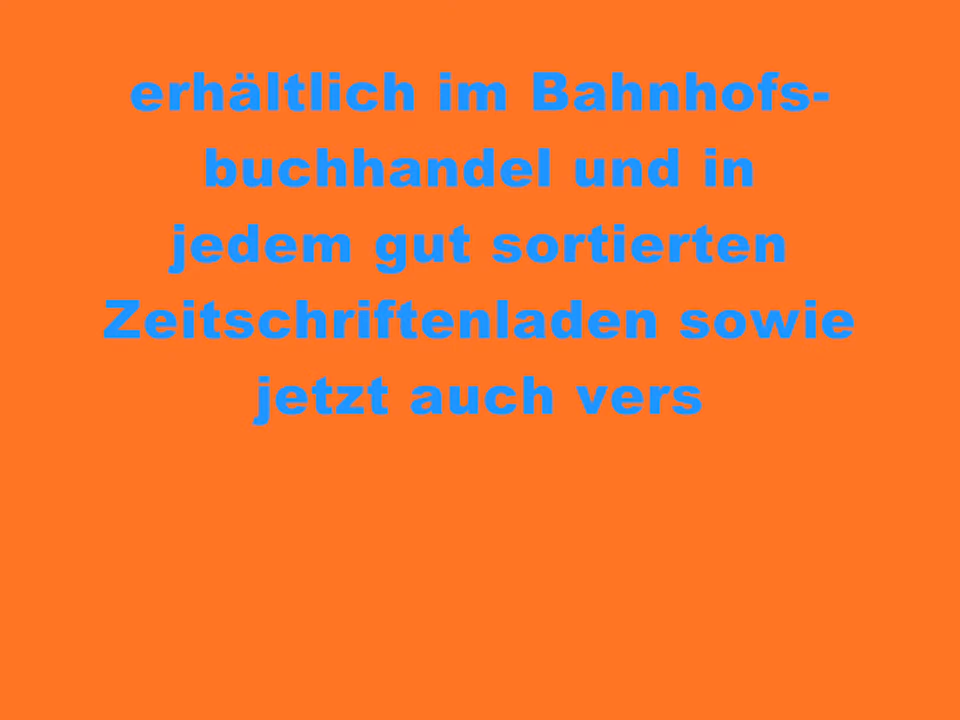 erhältlich im Bahnhofs-
buchhandel und in
jedem gut sortierten
Zeitschriftenladen sowie
jetzt auch vers